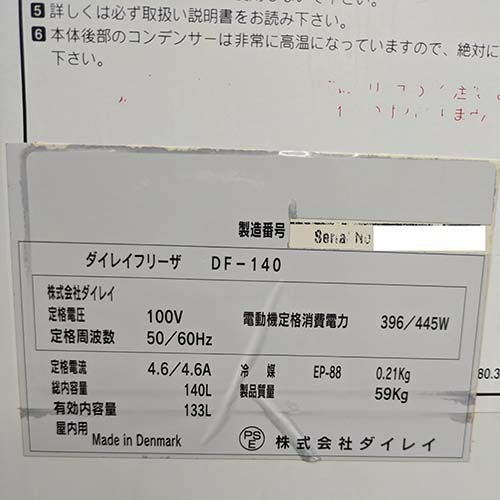 5 詳しくは必ず取扱い説明書をお読み下さい。
6 本体後部のコンデンサーは非常に高温になっていますので、絶対に
下さい。
製造番号 Serial No
ダイレイフリーザ DF-140
株式会社ダイレイ
定格電圧 100V 電動機定格消費電力 396/445W
定格周波数 50/60Hz
定格電流 4.6/4.6A 冷媒 EP-88 0.21Kg
総内容量 140L 製品質量 59Kg
有効内容量 133L
屋内用 Made in Denmark PSE 株式会社ダイレイ
80.3